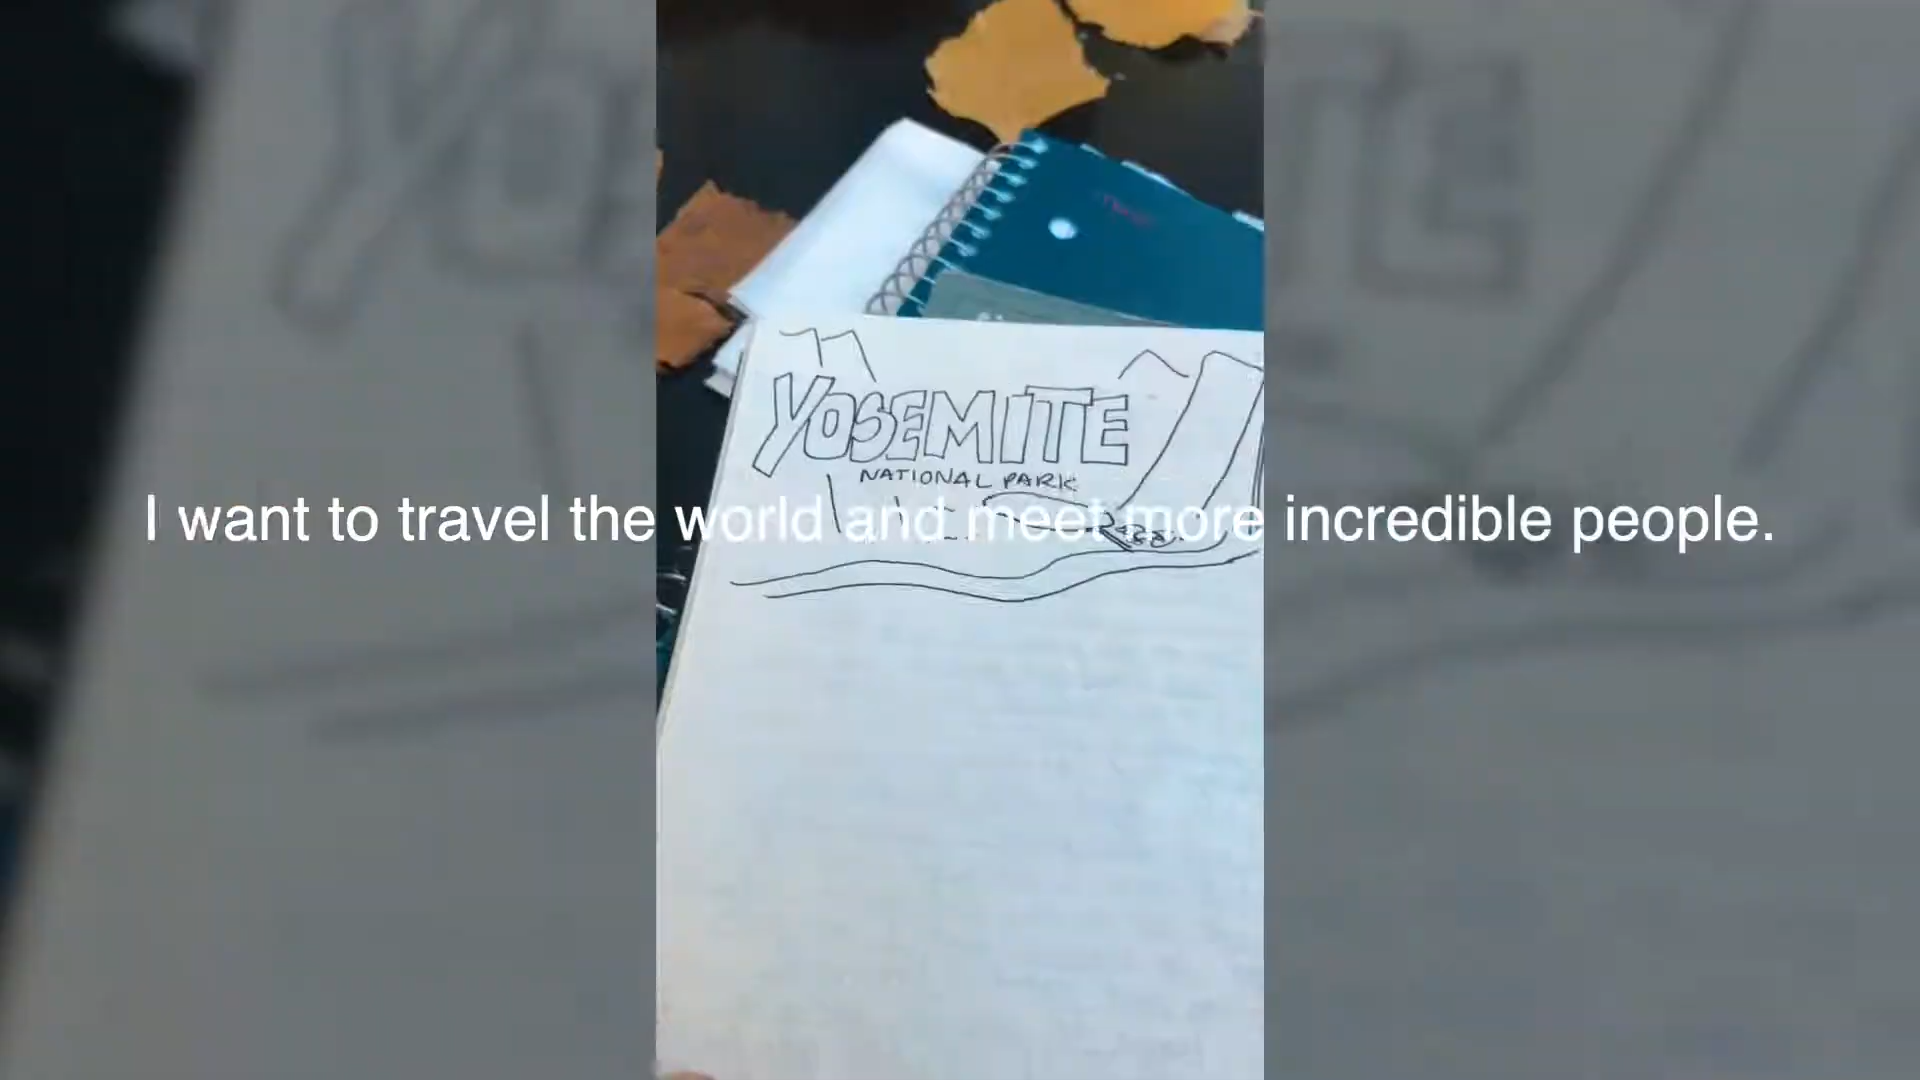 YOSEMITE
NATIONAL PARK
I want to travel the world and meet more incredible people.